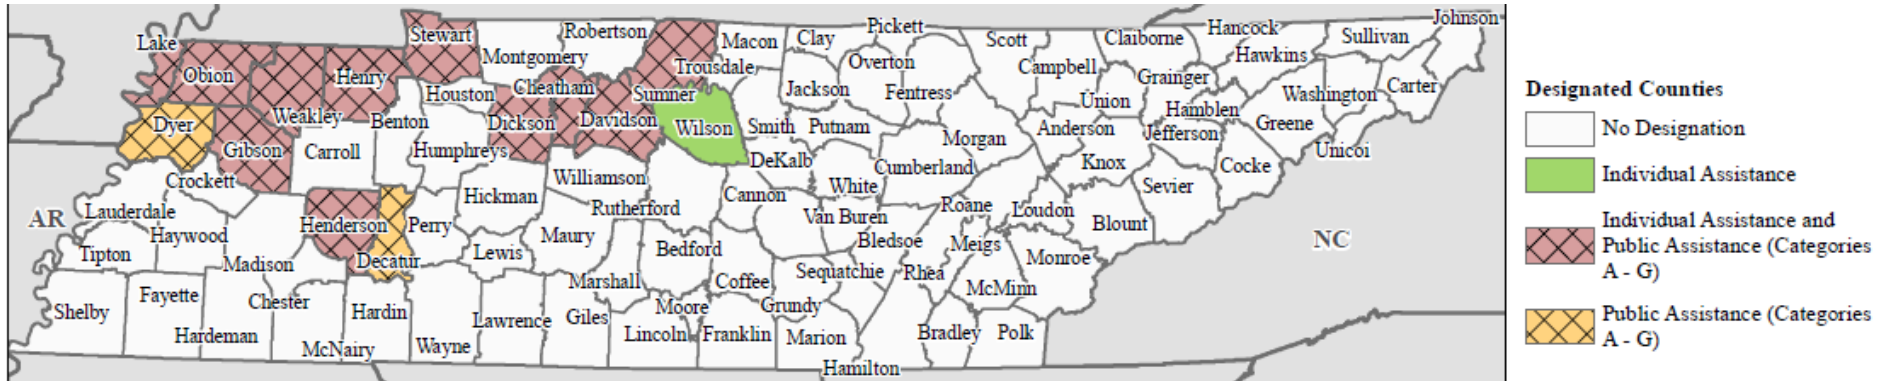 Johnson
Pickett
Hancock
Stewart
Robertson
Sullivan
Lake
Macon
Clay
Scott
Claiborne
Hawkins
Montgomery
Overton
Trousdale
Campbell
Obion
Henry
Grainger
Carter
Cheatham
Jackson
Fentress
Houston
Sumner
Union
Washington
Hamblen
Weakley
Benton
Dyer
Dickson
Davidson
Wilson
Smith
Putnam
Anderson
Jefferson
Greene
Morgan
Gibson
Carroll
Humphreys
Unicoi
DeKalb
Knox
Cumberland
Cocke
Crockett
Williamson
White
Sevier
Hickman
Cannon
Lauderdale
Rutherford
Roane
Loudon
AR
Henderson
Perry
Van Buren
Blount
Haywood
Maury
Bledsoe
Meigs
NC
Tipton
Lewis
Bedford
Monroe
Madison
Decatur
Sequatchie
Rhea
Marshall
Coffee
McMinn
Fayette
Chester
Moore
Grundy
Shelby
Hardin
Lawrence
Giles
Hardeman
Lincoln
Franklin
Marion
Bradley
Polk
McNairy
Wayne
Hamilton
Designated Counties
No Designation
Individual Assistance
Individual Assistance and
Public Assistance (Categories
A - G)
Public Assistance (Categories
A - G)